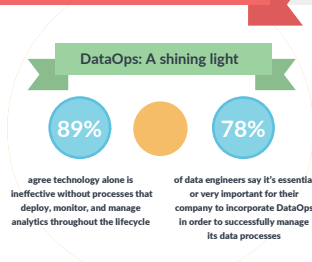 DataOps: A shining light
89%
78%
agree technology alone is
ineffective without processes that
deploy, monitor, and manage
analytics throughout the lifecycle
of data engineers say it's essentia
or very important for their
company to incorporate DataOps
in order to successfully manage
its data processes